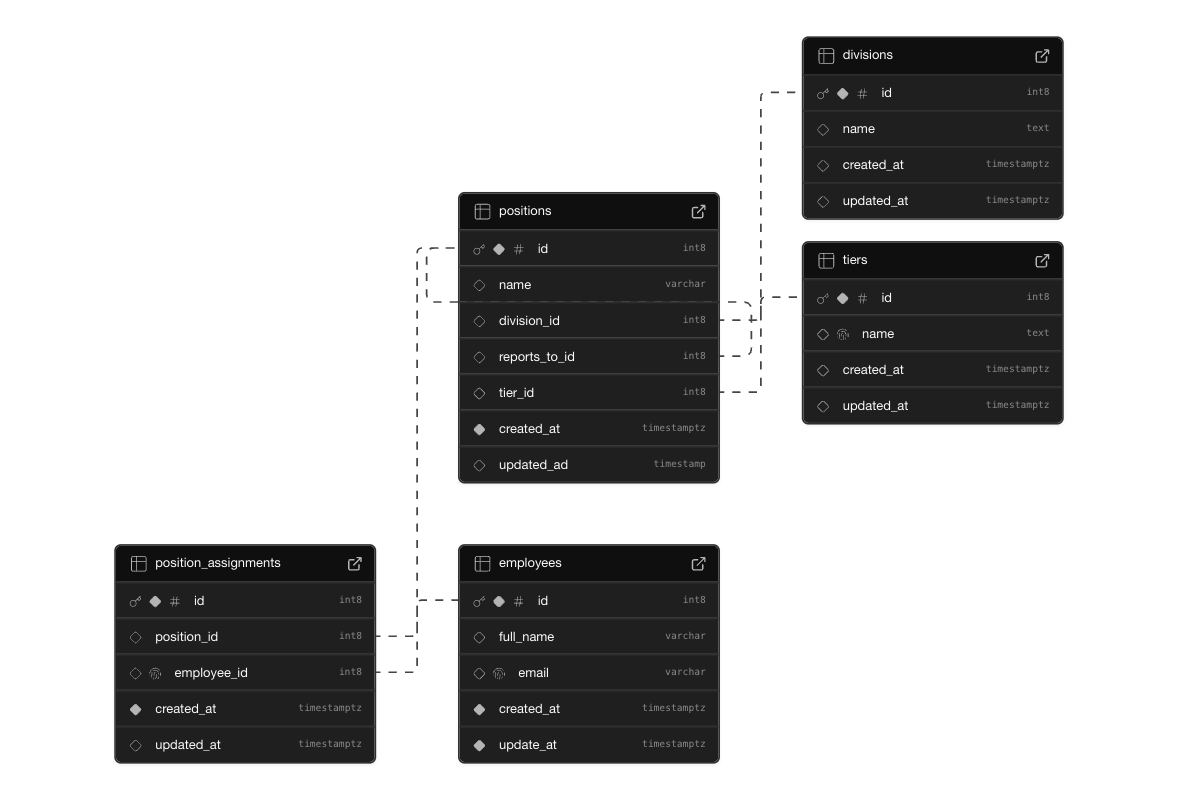 divisions
# id int8
name text
created_at timestamptz
updated_at timestamptz
positions
# id int8
name varchar
division_id int8
reports_to_id int8
tier_id int8
created_at timestamptz
updated_ad timestamp
tiers
# id int8
name text
created_at timestamptz
updated_at timestamptz
position_assignments
# id int8
position_id int8
employee_id int8
created_at timestamptz
updated_at timestamptz
employees
# id int8
full_name varchar
email varchar
created_at timestamptz
update_at timestamptz